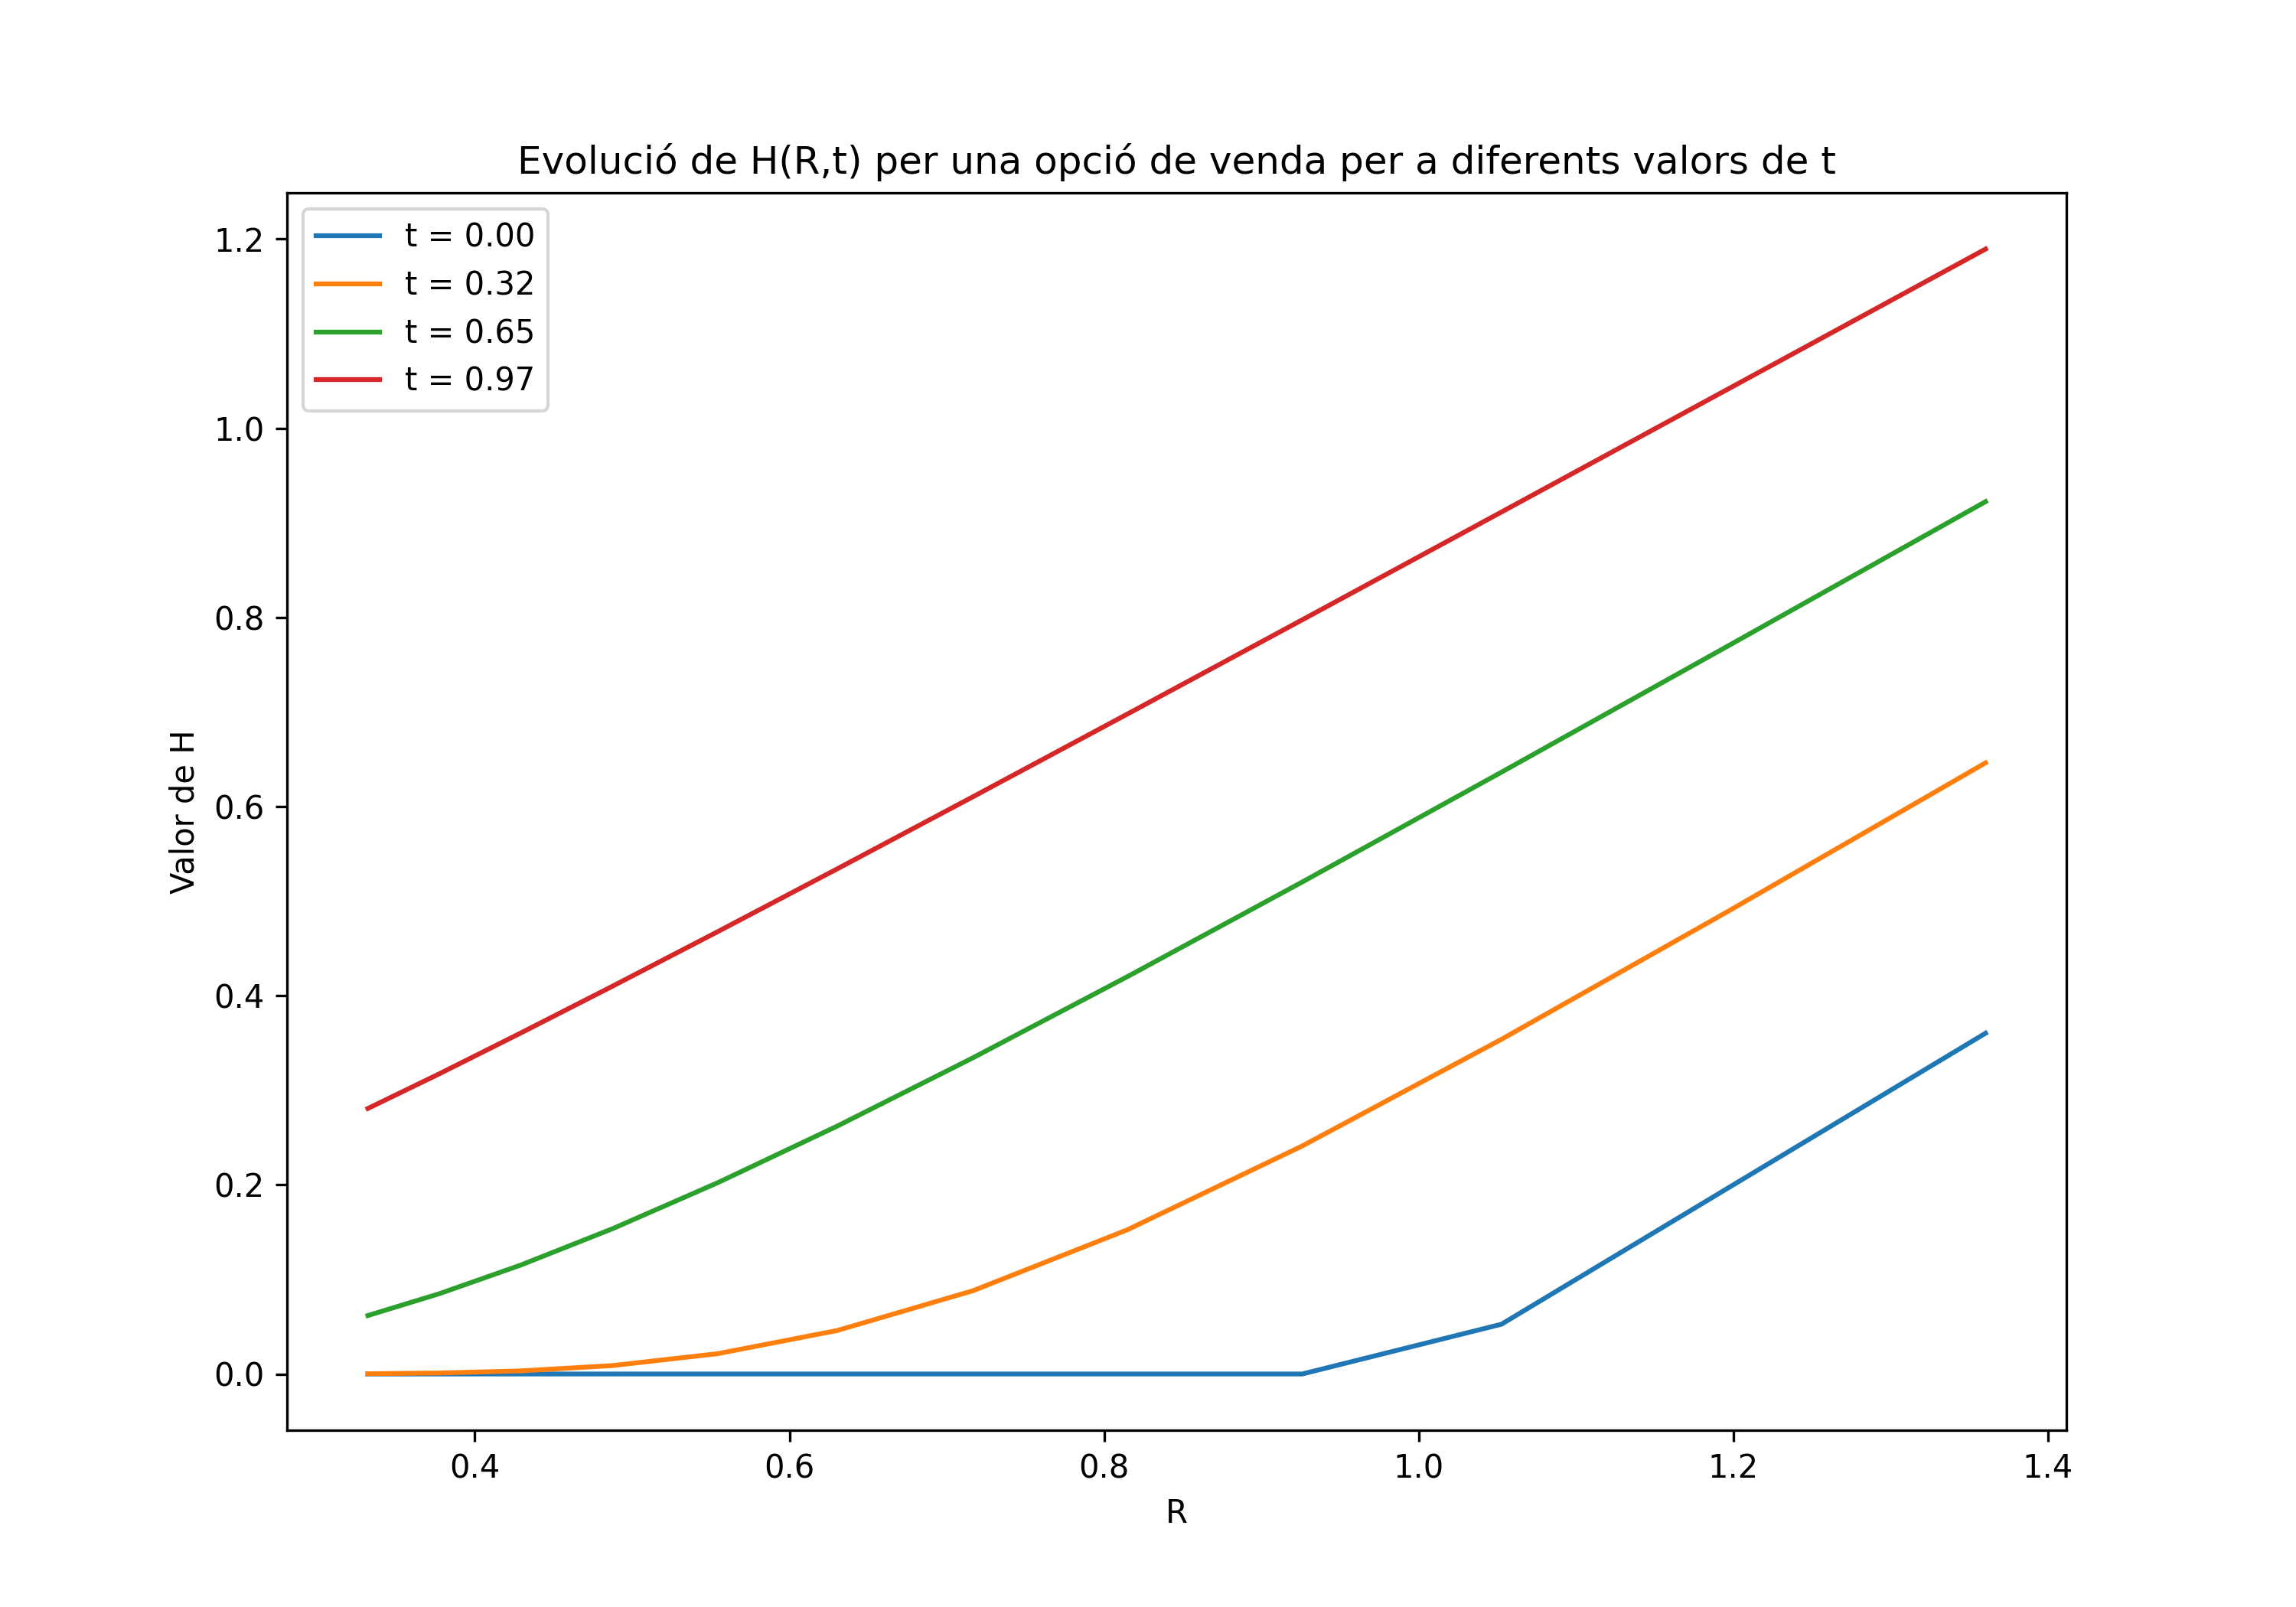 Evolució de H(R,t) per una opció de venda per a diferents valors de t
t = 0.00
t = 0.32
t = 0.65
t = 0.97
1.2
1.0
0.8
0.6
0.4
0.2
0.0
Valor de H
0.4 0.6 0.8 1.0 1.2 1.4
R